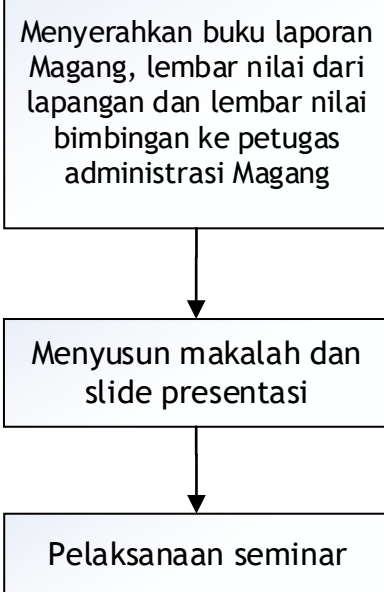 Menyerahkan buku laporan
Magang, lembar nilai dari
lapangan dan lembar nilai
bimbingan ke petugas
administrasi Magang
Menyusun makalah dan
slide presentasi
Pelaksanaan seminar